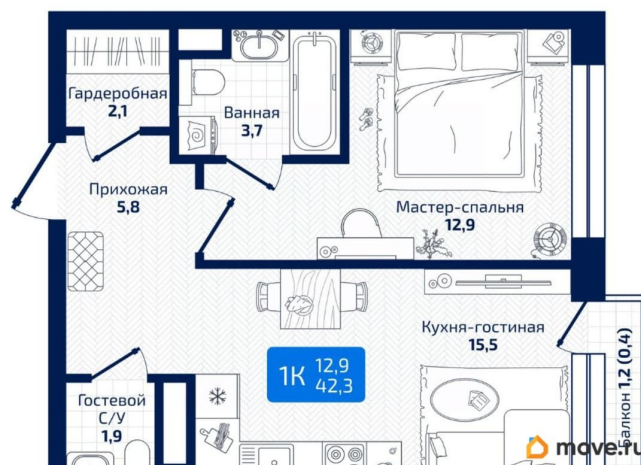 Гардеробная
2,1
Ванная
3,7
Прихожая
5,8
Мастер-спальня
12,9
Кухня-гостиная
15,5
1К 12,9
42,3
Гостевой
С/У
1,9
Балкон 1.2 (0,4)
move.ru